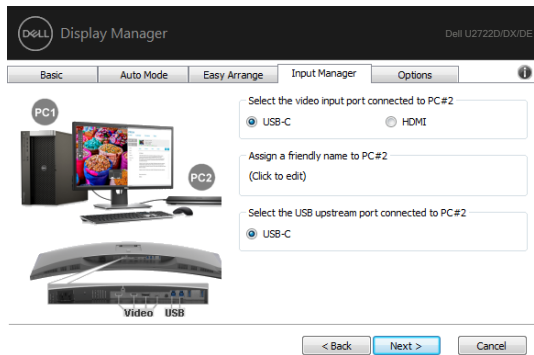 DELL Display Manager
Dell U2722D/DX/DE
Basic
Auto Mode
Easy Arrange
Input Manager
Options
Select the video input port connected to PC#2
USB-C
HDMI
Assign a friendly name to PC#2
(Click to edit)
Select the USB upstream port connected to PC#2
USB-C
PC1
PC2
Video USB
< Back
Next >
Cancel